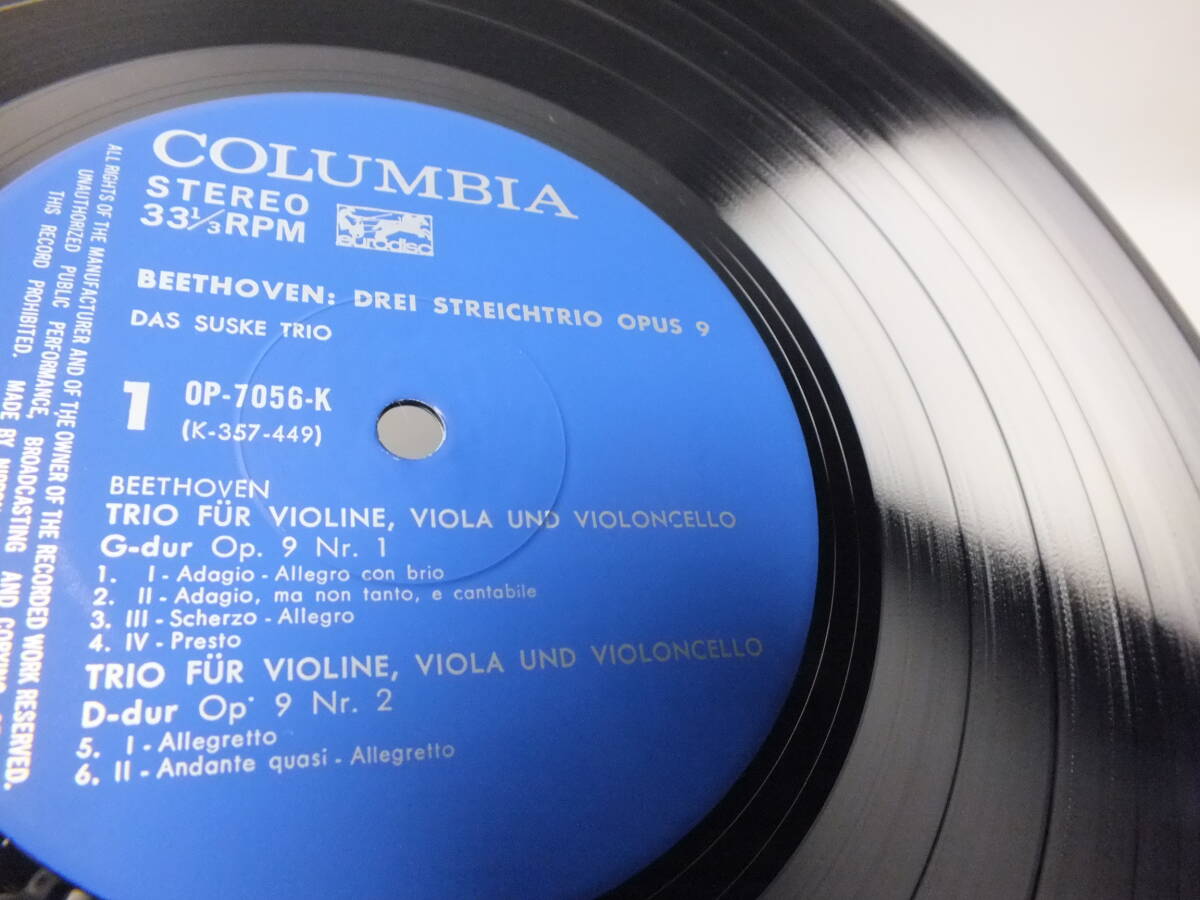 COLUMBIA
STEREO
33⅓RPM
eurodisc
BEETHOVEN: DREI STREICHTRIO OPUS 9
DAS SUSKE TRIO
1
OP-7056-K
(K-357-449)
BEETHOVEN
TRIO FÜR VIOLINE, VIOLA UND VIOLONCELLO
G-dur Op. 9 Nr. 1
1. I - Adagio - Allegro con brio
2. II - Adagio, ma non tanto, e cantabile
3. III - Scherzo - Allegro
4. IV - Presto
TRIO FÜR VIOLINE, VIOLA UND VIOLONCELLO
D-dur Op. 9 Nr. 2
5. I - Allegretto
6. II - Andante quasi - Allegretto
ALL RIGHTS OF THE MANUFACTURER AND OF THE OWNER OF THE RECORDED WORK RESERVED.
UNAUTHORIZED PUBLIC PERFORMANCE, BROADCASTING AND
THIS RECORD PROHIBITED. MADE BY